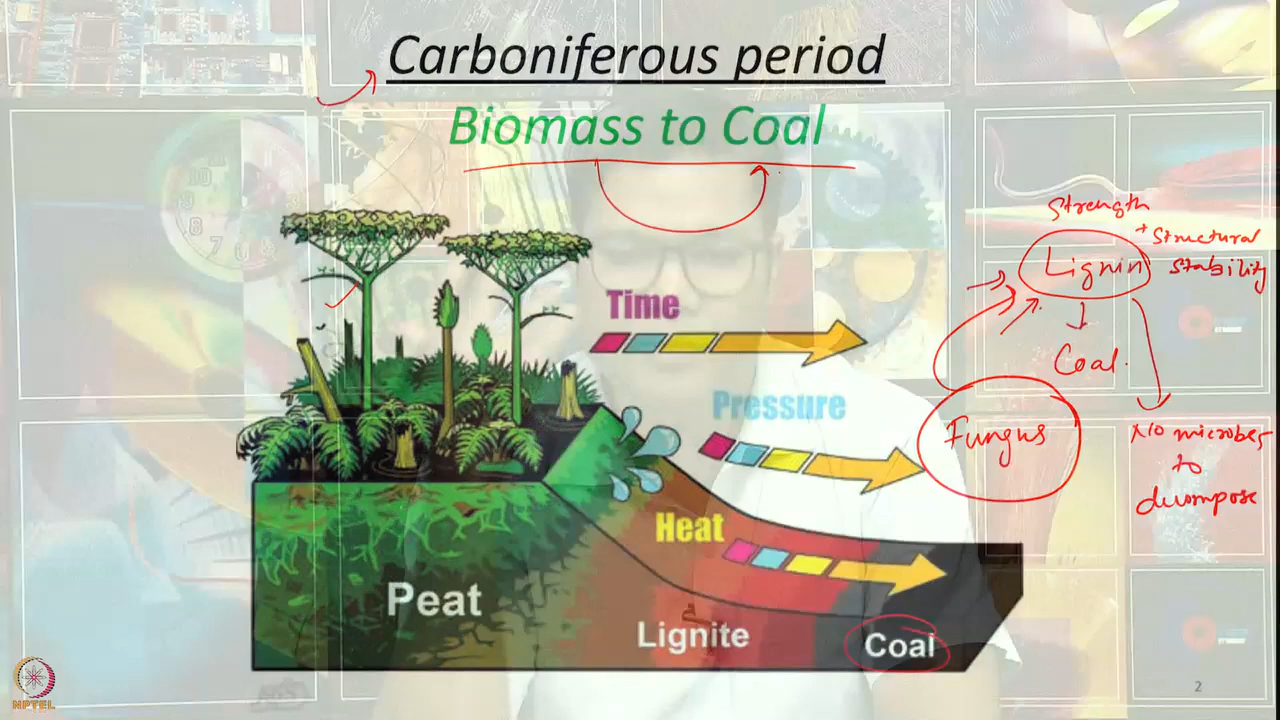 Carboniferous period
Biomass to Coal
Strength
+ Structural
Lignin stability
Time
Coal.
Pressure
Fungus
No microbes
to
decompose
Heat
Peat
Lignite
Coal
NPTEL
2